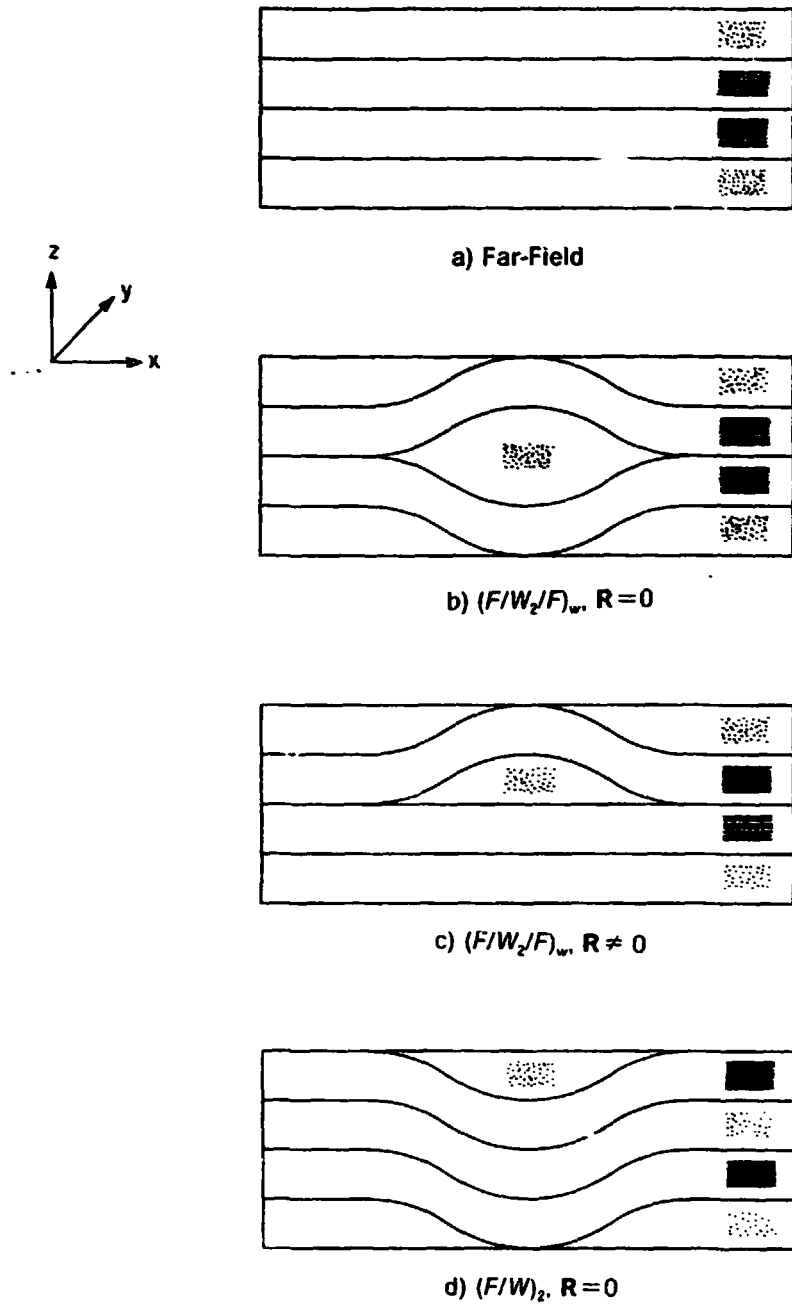 a) Far-Field
z
y
x
b) (F/W₂/F)w, R=0
c) (F/W₂/F)w, R ≠ 0
d) (F/W)₂, R=0